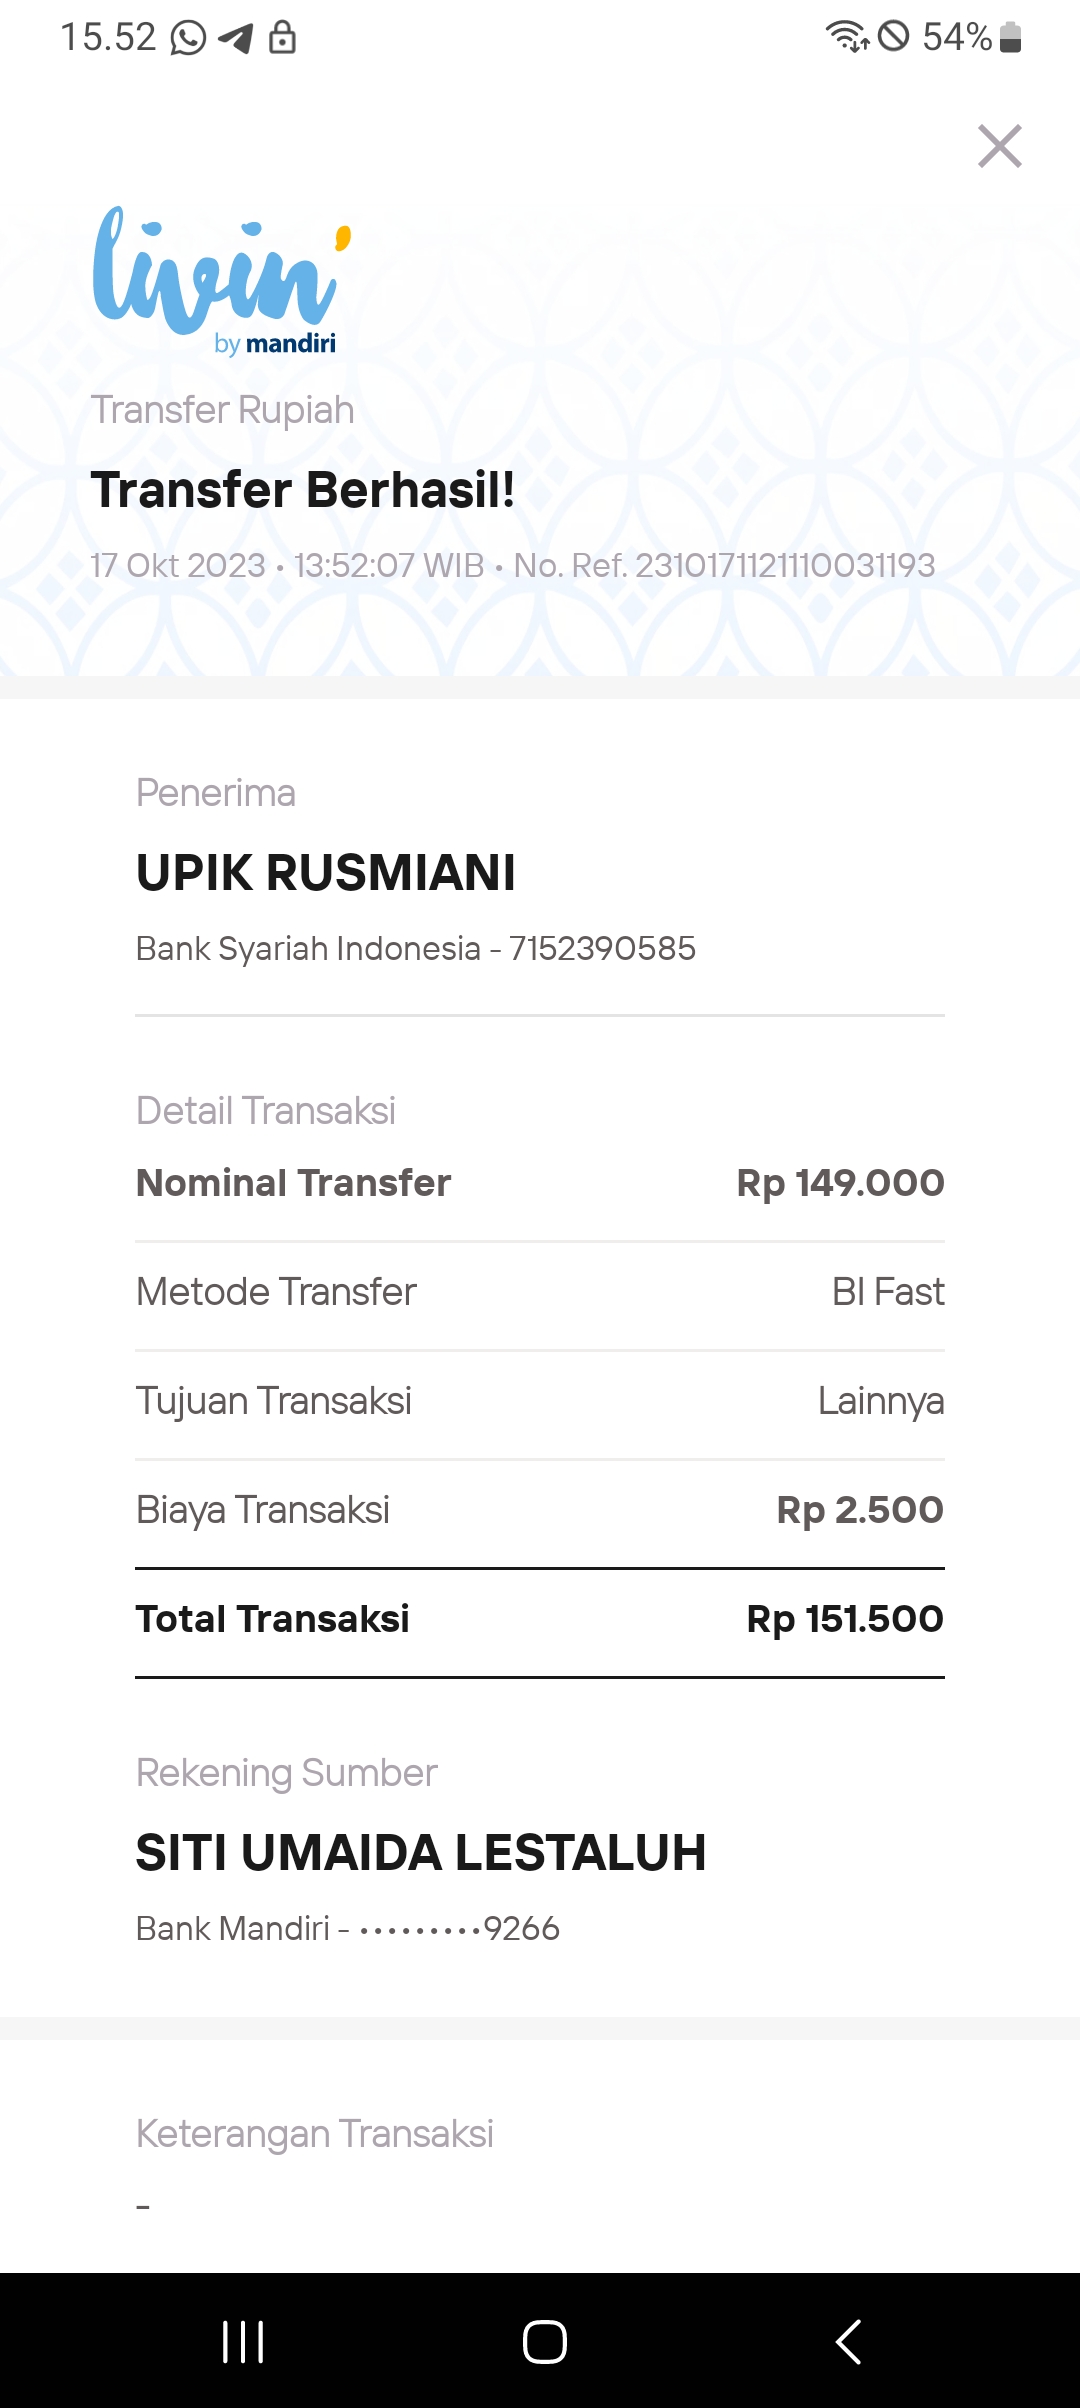 15.52 54%
livin'
by mandiri
Transfer Rupiah
Transfer Berhasil!
17 Okt 2023 • 13:52:07 WIB • No. Ref. 2310171121110031193
Penerima
UPIK RUSMIANI
Bank Syariah Indonesia - 7152390585
Detail Transaksi
Nominal Transfer Rp 149.000
Metode Transfer BI Fast
Tujuan Transaksi Lainnya
Biaya Transaksi Rp 2.500
Total Transaksi Rp 151.500
Rekening Sumber
SITI UMAIDA LESTALUH
Bank Mandiri - •••••••••9266
Keterangan Transaksi
-